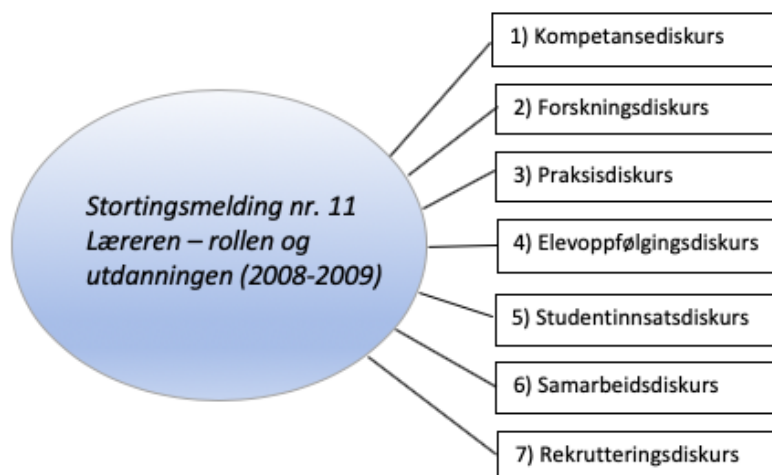 Stortingsmelding nr. 11
Læreren – rollen og
utdanningen (2008-2009)
1) Kompetansediskurs
2) Forskningsdiskurs
3) Praksisdiskurs
4) Elevoppfølgingsdiskurs
5) Studentinnsatsdiskurs
6) Samarbeidsdiskurs
7) Rekrutteringsdiskurs